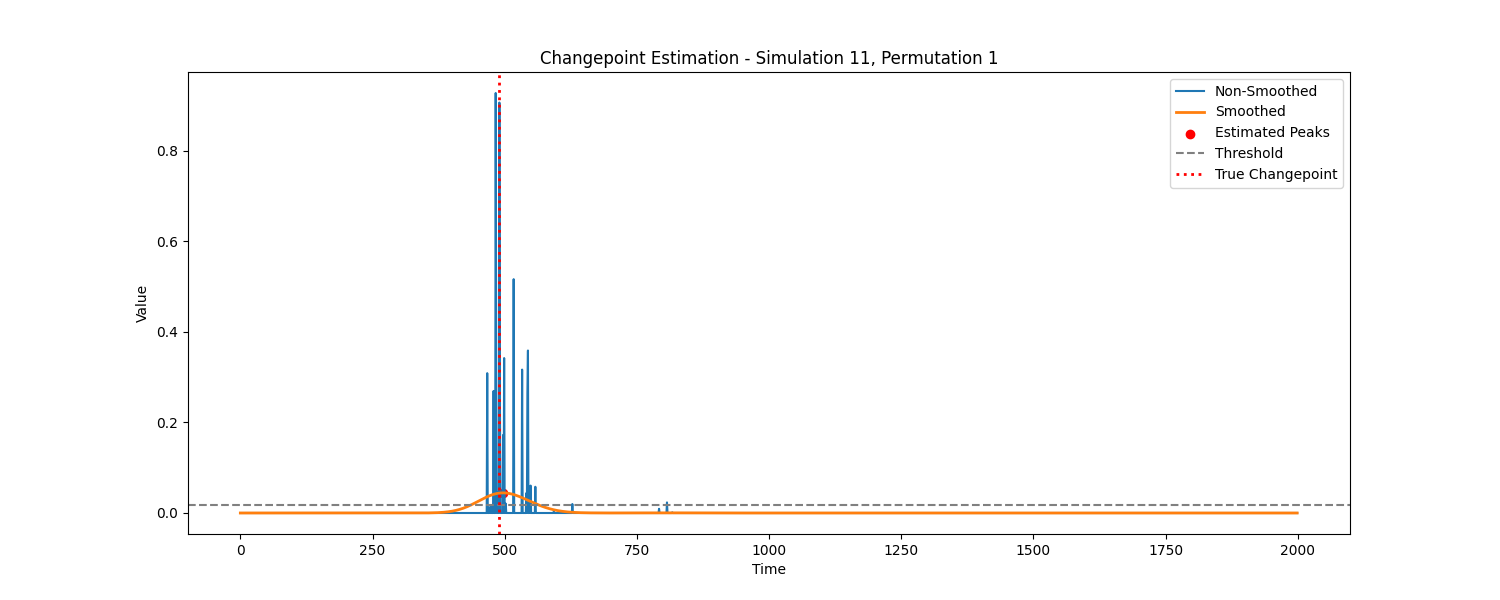 Changepoint Estimation - Simulation 11, Permutation 1
Non-Smoothed
Smoothed
Estimated Peaks
Threshold
True Changepoint
Value
0.8
0.6
0.4
0.2
0.0
0 250 500 750 1000 1250 1500 1750 2000
Time